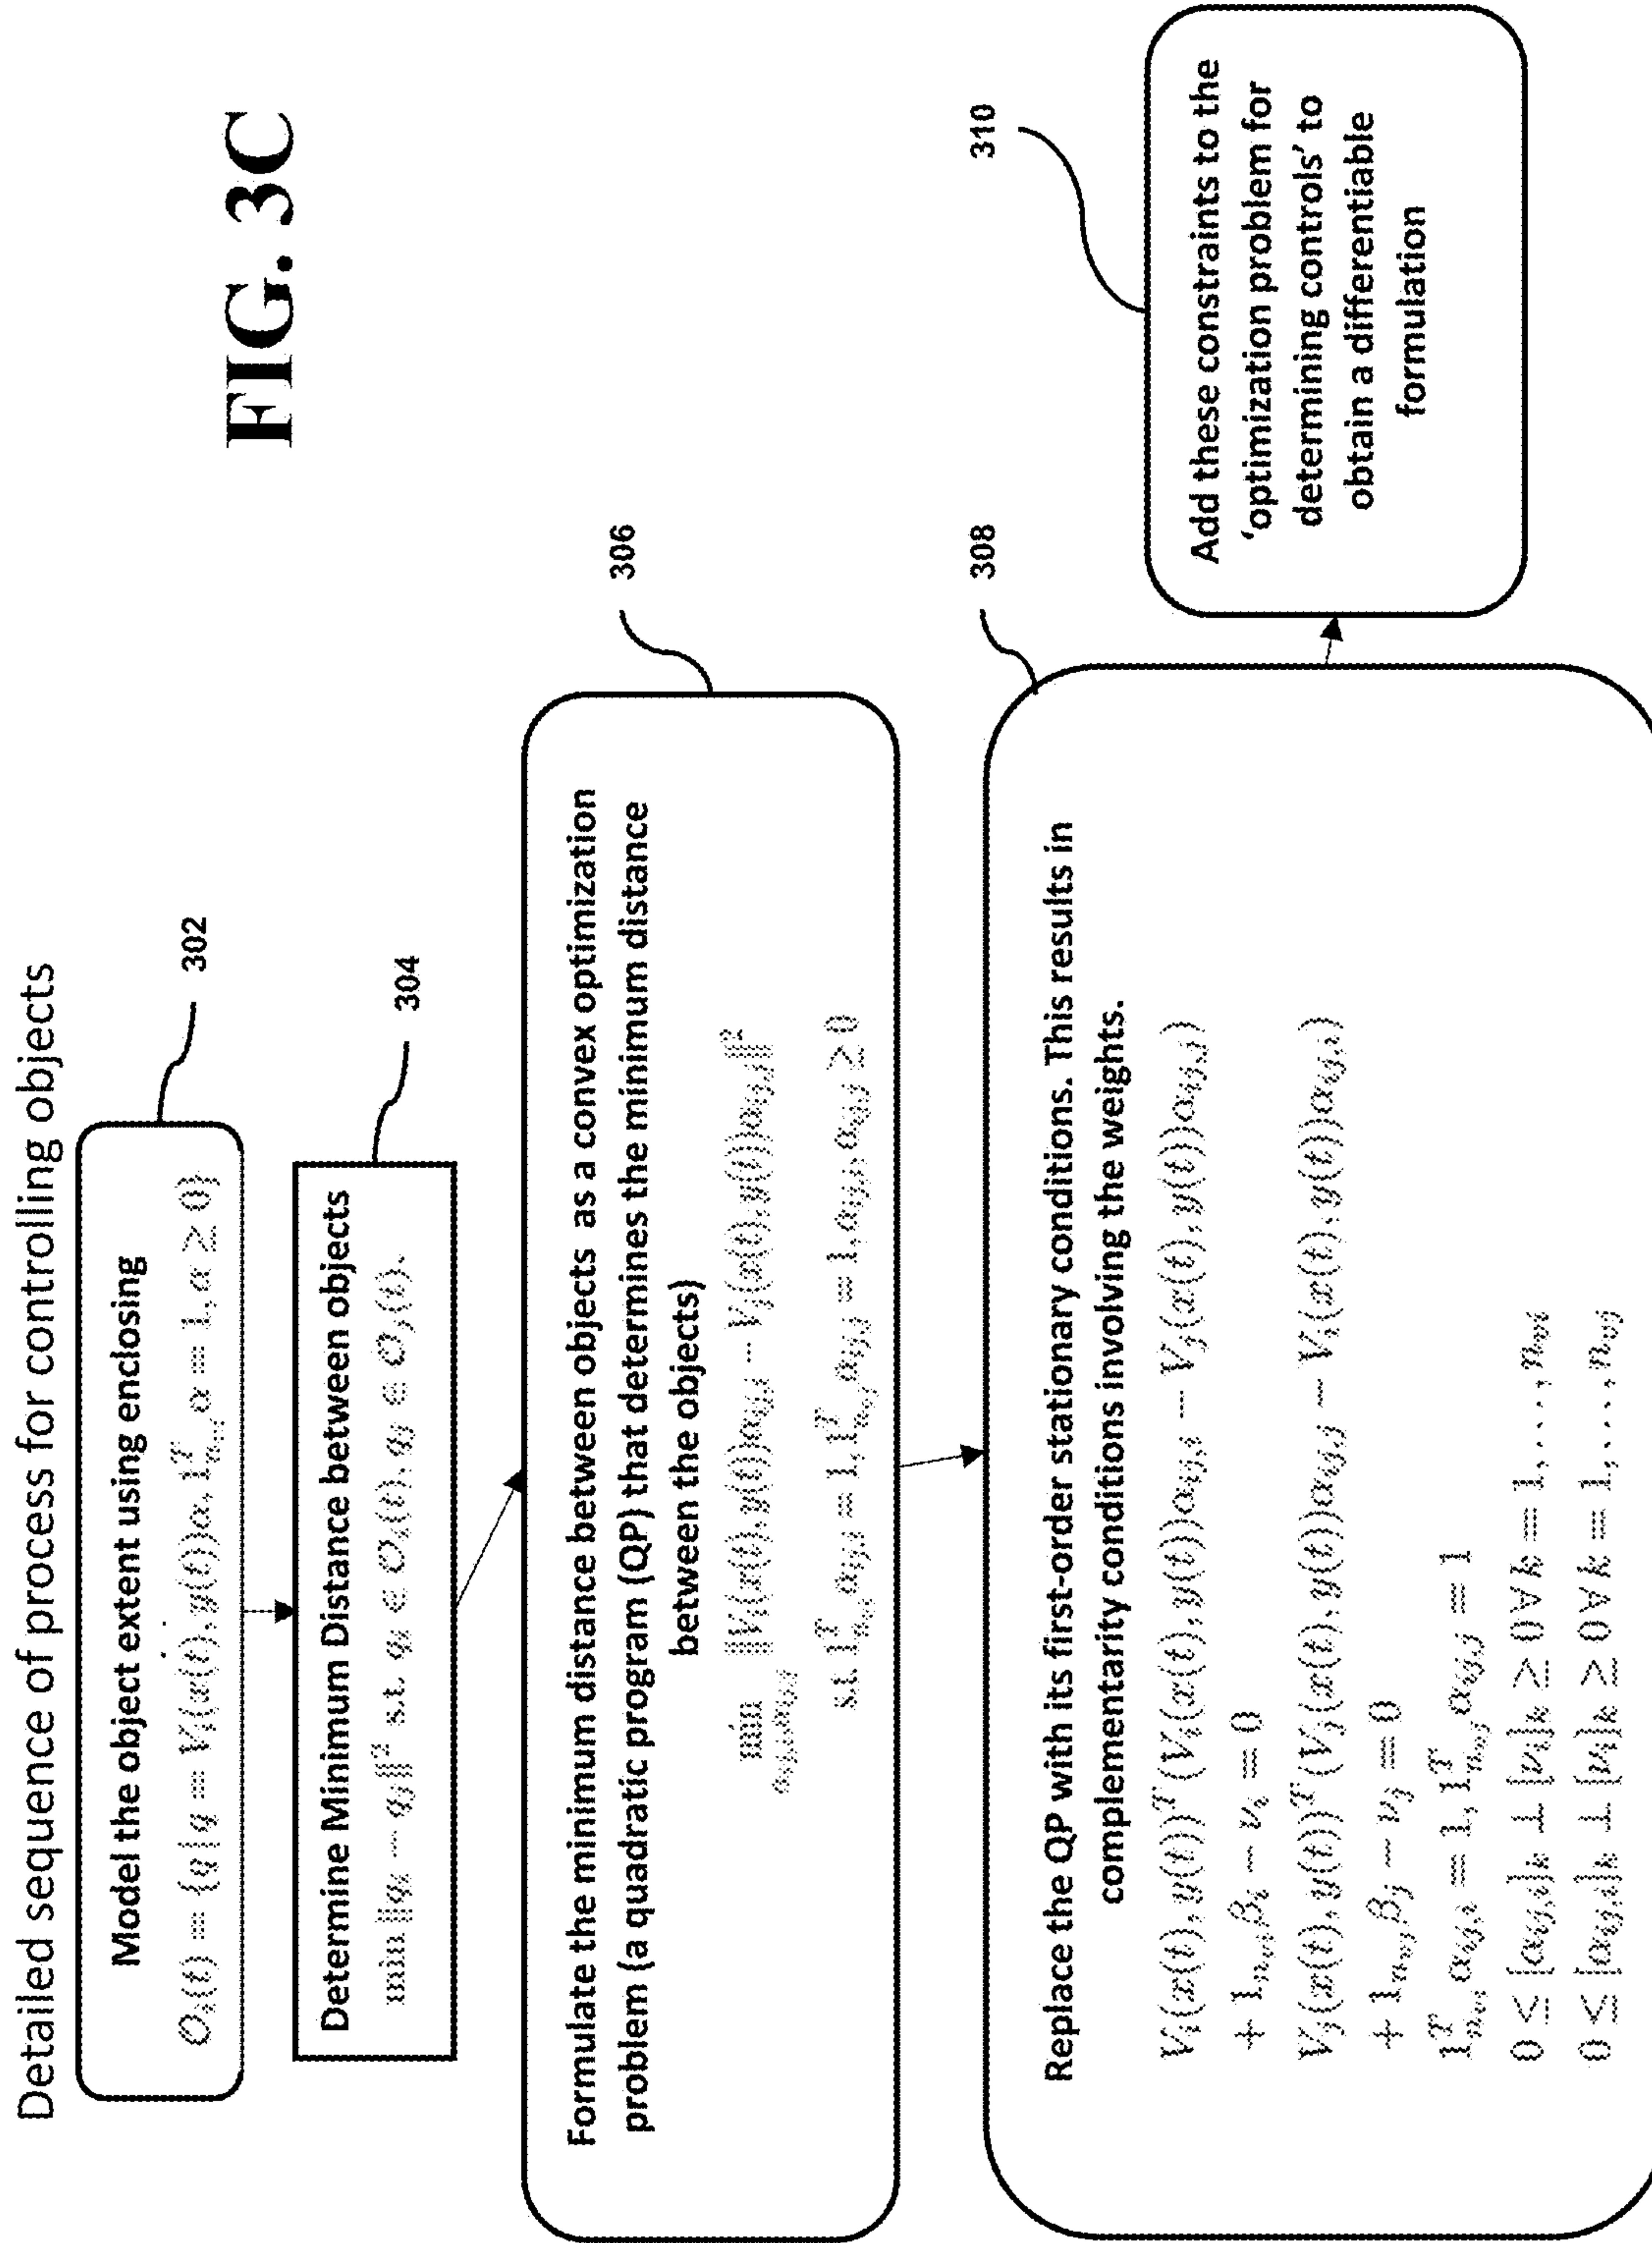 Detailed sequence of process for controlling objects
FIG. 3C
302
Model the object extent using enclosing
O_i(t) = {q|q = V_i(x(t), y(t))α, 1^T_{n_{vi}} α = 1, α ≥ 0}
304
Determine Minimum Distance between objects
min ||q_i − q_j||² s.t. q_i ∈ O_i(t), q_j ∈ O_j(t).
306
Formulate the minimum distance between objects as a convex optimization
problem (a quadratic program (QP) that determines the minimum distance
between the objects)
min_{α_{ij,i}, α_{ij,j}} ||V_i(x(t), y(t))α_{ij,i} − V_j(x(t), y(t))α_{ij,j}||²
s.t. 1^T_{n_{vi}} α_{ij,i} = 1, 1^T_{n_{vj}} α_{ij,j} = 1, α_{ij,i}, α_{ij,j} ≥ 0
308
Replace the QP with its first-order stationary conditions. This results in
complementarity conditions involving the weights.
V_i(x(t), y(t))^T (V_i(x(t), y(t))α_{ij,i} − V_j(x(t), y(t))α_{ij,j})
+ 1_{n_{vi}} β_i − ν_i = 0
V_j(x(t), y(t))^T (V_j(x(t), y(t))α_{ij,j} − V_i(x(t), y(t))α_{ij,i})
+ 1_{n_{vj}} β_j − ν_j = 0
1^T_{n_{vi}} α_{ij,i} = 1, 1^T_{n_{vj}} α_{ij,j} = 1
0 ≤ [α_{ij,i}]_k ⊥ [ν_i]_k ≥ 0 ∀k = 1, . . . , n_{vi}
0 ≤ [α_{ij,j}]_k ⊥ [ν_j]_k ≥ 0 ∀k = 1, . . . , n_{vj}
310
Add these constraints to the
‘optimization problem for
determining controls’ to
obtain a differentiable
formulation